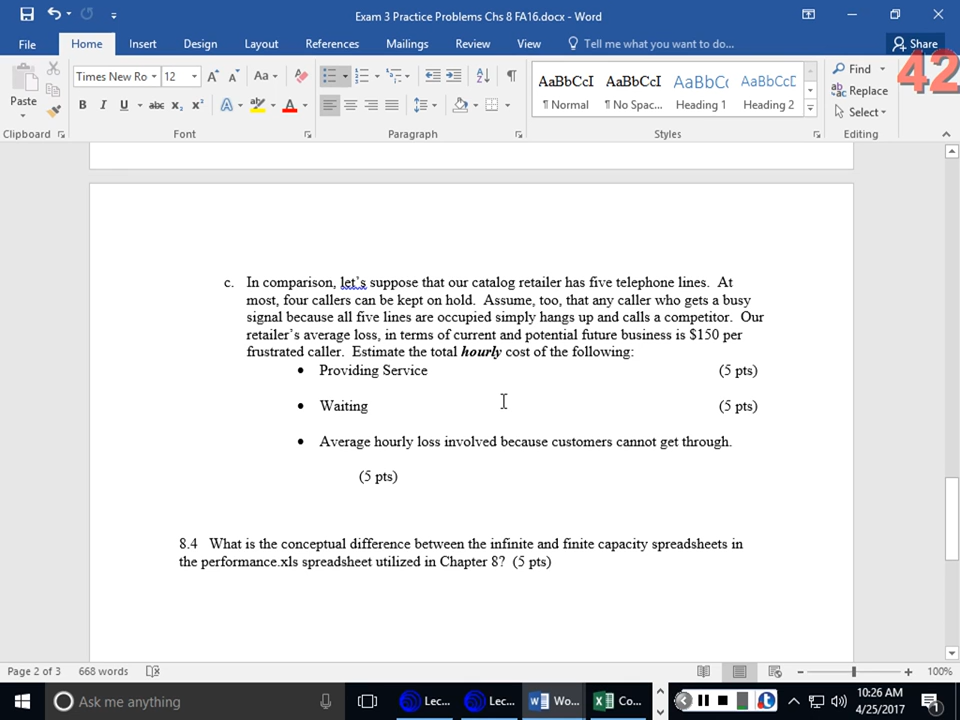 Exam 3 Practice Problems Chs 8 FA16.docx - Word
File Home Insert Design Layout References Mailings Review View Tell me what you want to do... Share
42
Paste
Times New Ro 12 A A Aa
B I U abc x₂ x² A A
AaBbCcI AaBbCcI AaBbCc AaBbCcD
¶ Normal ¶ No Spac... Heading 1 Heading 2
Find
Replace
Select
Clipboard Font Paragraph Styles Editing
c. In comparison, let's suppose that our catalog retailer has five telephone lines. At
most, four callers can be kept on hold. Assume, too, that any caller who gets a busy
signal because all five lines are occupied simply hangs up and calls a competitor. Our
retailer's average loss, in terms of current and potential future business is $150 per
frustrated caller. Estimate the total hourly cost of the following:
• Providing Service (5 pts)
• Waiting (5 pts)
• Average hourly loss involved because customers cannot get through.
(5 pts)
8.4 What is the conceptual difference between the infinite and finite capacity spreadsheets in
the performance.xls spreadsheet utilized in Chapter 8? (5 pts)
Page 2 of 3 668 words 100%
Ask me anything Lec... Lec... Wo... Co... 10:26 AM
4/25/2017
1